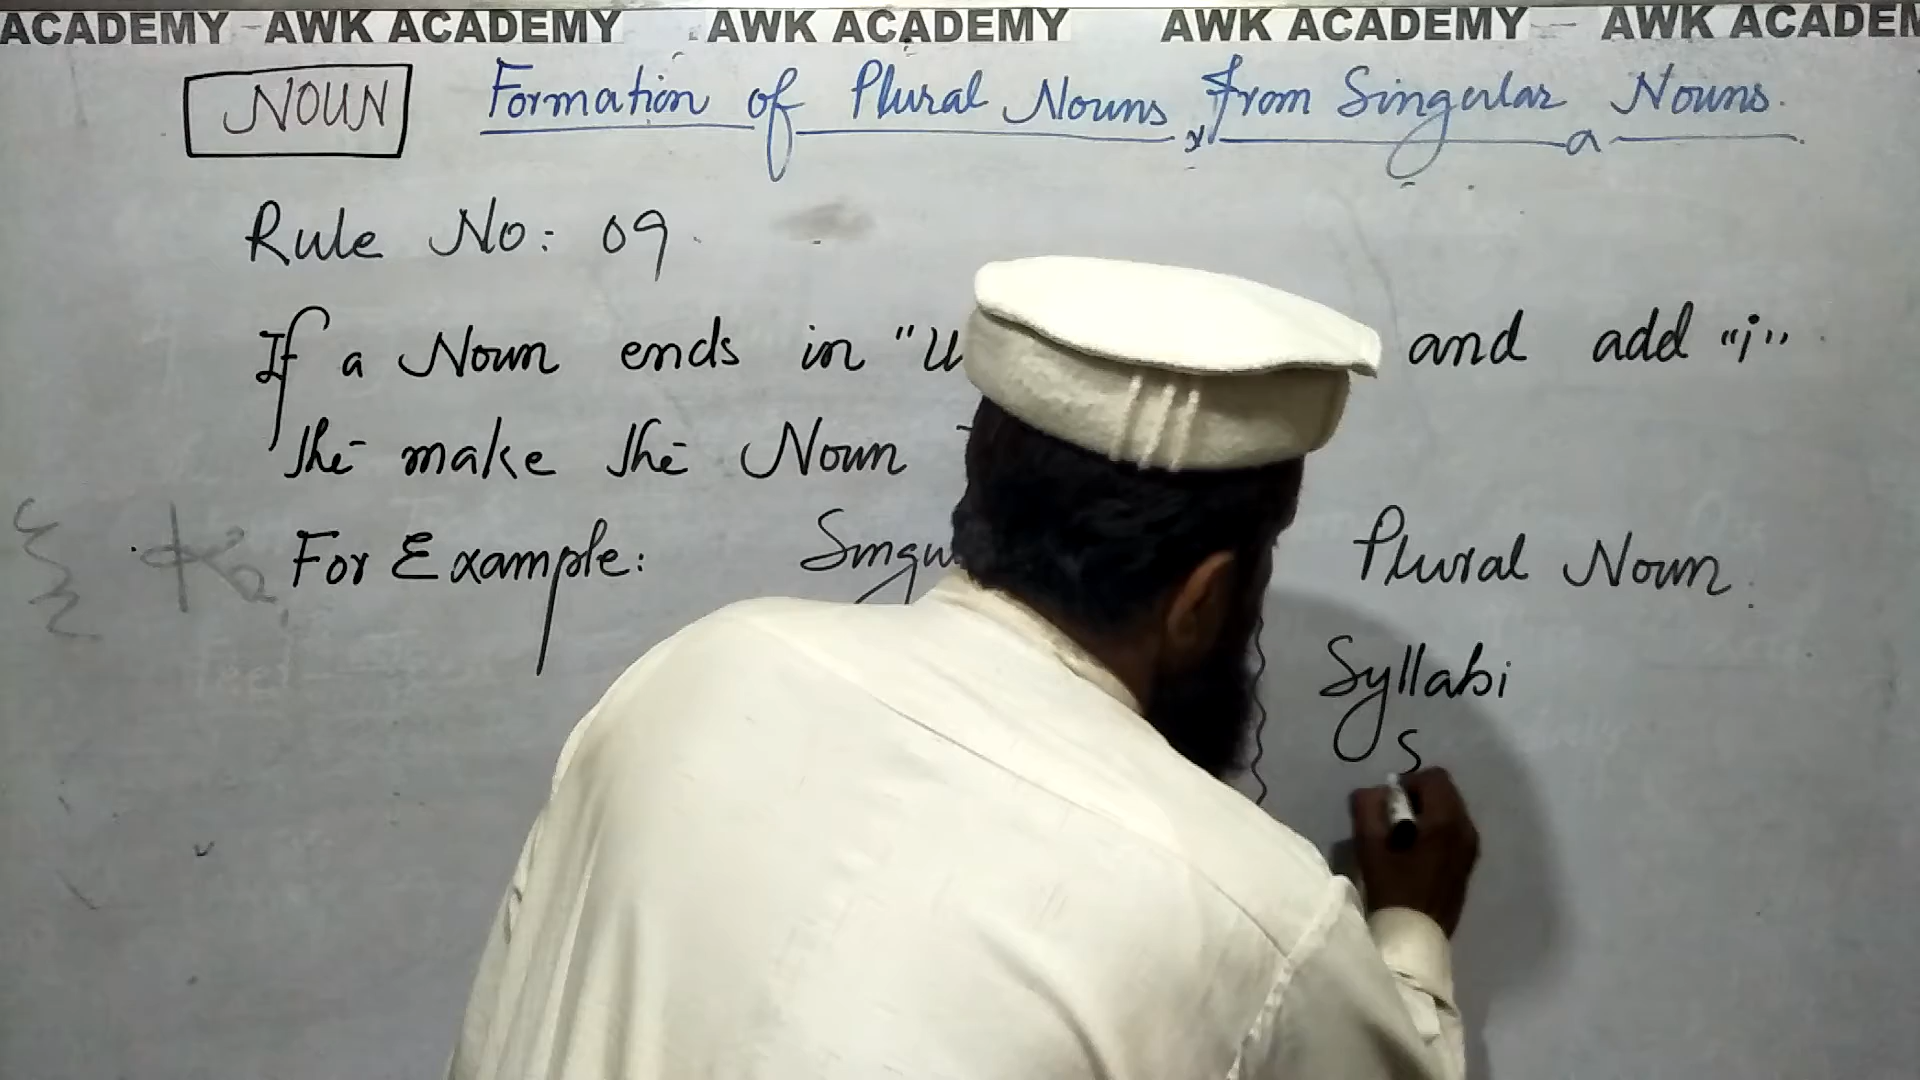 ACADEMY AWK ACADEMY AWK ACADEMY AWK ACADEMY AWK ACADEM
NOUN Formation of Plural Nouns from Singular Nouns.
Rule No: 09
If a Noun ends in "U and add "i"
the make the Noun
For Example: Singu Plural Noun.
Syllabi
S